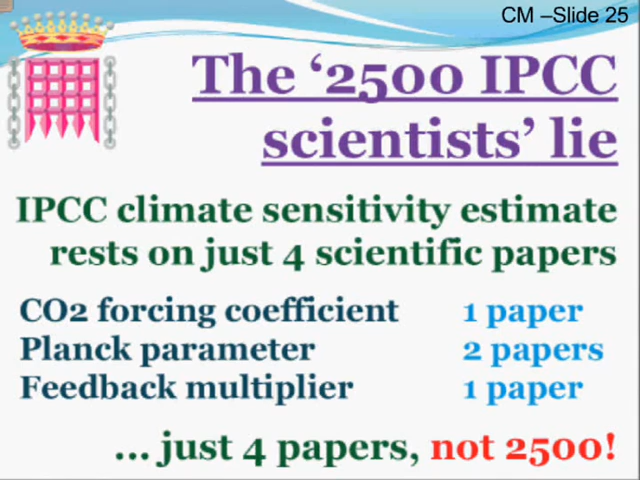 CM –Slide 25
The ‘2500 IPCC
scientists’ lie
IPCC climate sensitivity estimate
rests on just 4 scientific papers
CO2 forcing coefficient 1 paper
Planck parameter 2 papers
Feedback multiplier 1 paper
... just 4 papers, not 2500!